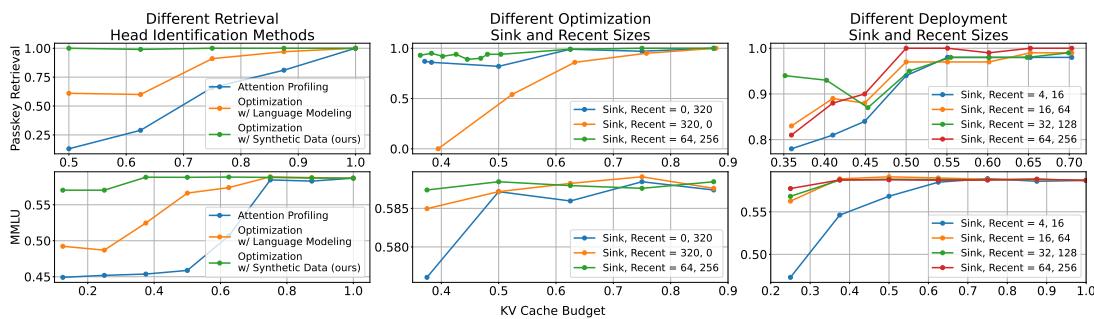 Different Retrieval
Head Identification Methods
Different Optimization
Sink and Recent Sizes
Different Deployment
Sink and Recent Sizes
Passkey Retrieval
1.00
0.75
0.50
0.25
0.5
0.6
0.7
0.8
0.9
1.0
Attention Profiling
Optimization
w/ Language Modeling
Optimization
w/ Synthetic Data (ours)
1.0
0.5
0.0
0.4
0.5
0.6
0.7
0.8
0.9
Sink, Recent = 0, 320
Sink, Recent = 320, 0
Sink, Recent = 64, 256
1.0
0.9
0.8
0.35
0.40
0.45
0.50
0.55
0.60
0.65
0.70
Sink, Recent = 4, 16
Sink, Recent = 16, 64
Sink, Recent = 32, 128
Sink, Recent = 64, 256
MMLU
0.55
0.50
0.45
0.2
0.4
0.6
0.8
1.0
Attention Profiling
Optimization
w/ Language Modeling
Optimization
w/ Synthetic Data (ours)
0.585
0.580
0.4
0.5
0.6
0.7
0.8
0.9
Sink, Recent = 0, 320
Sink, Recent = 320, 0
Sink, Recent = 64, 256
0.55
0.50
0.2
0.3
0.4
0.5
0.6
0.7
0.8
0.9
1.0
Sink, Recent = 4, 16
Sink, Recent = 16, 64
Sink, Recent = 32, 128
Sink, Recent = 64, 256
KV Cache Budget